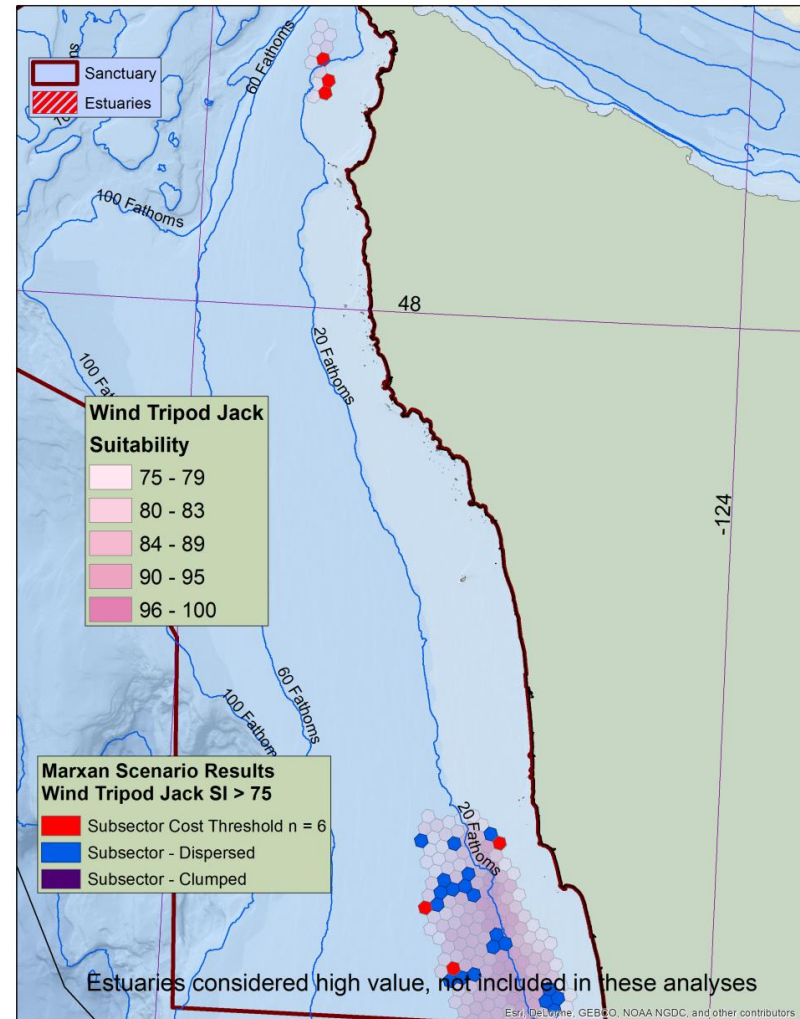 60 Fathoms
Sanctuary
Estuaries
100 Fathoms
48
20 Fathoms
Wind Tripod Jack
Suitability
75 - 79
80 - 83
84 - 89
90 - 95
96 - 100
-124
60 Fathoms
100 Fathoms
Marxan Scenario Results
Wind Tripod Jack SI > 75
Subsector Cost Threshold n = 6
Subsector - Dispersed
Subsector - Clumped
20 Fathoms
Estuaries considered high value, not included in these analyses
Esri, DeLorme, GEBCO, NOAA NGDC, and other contributors